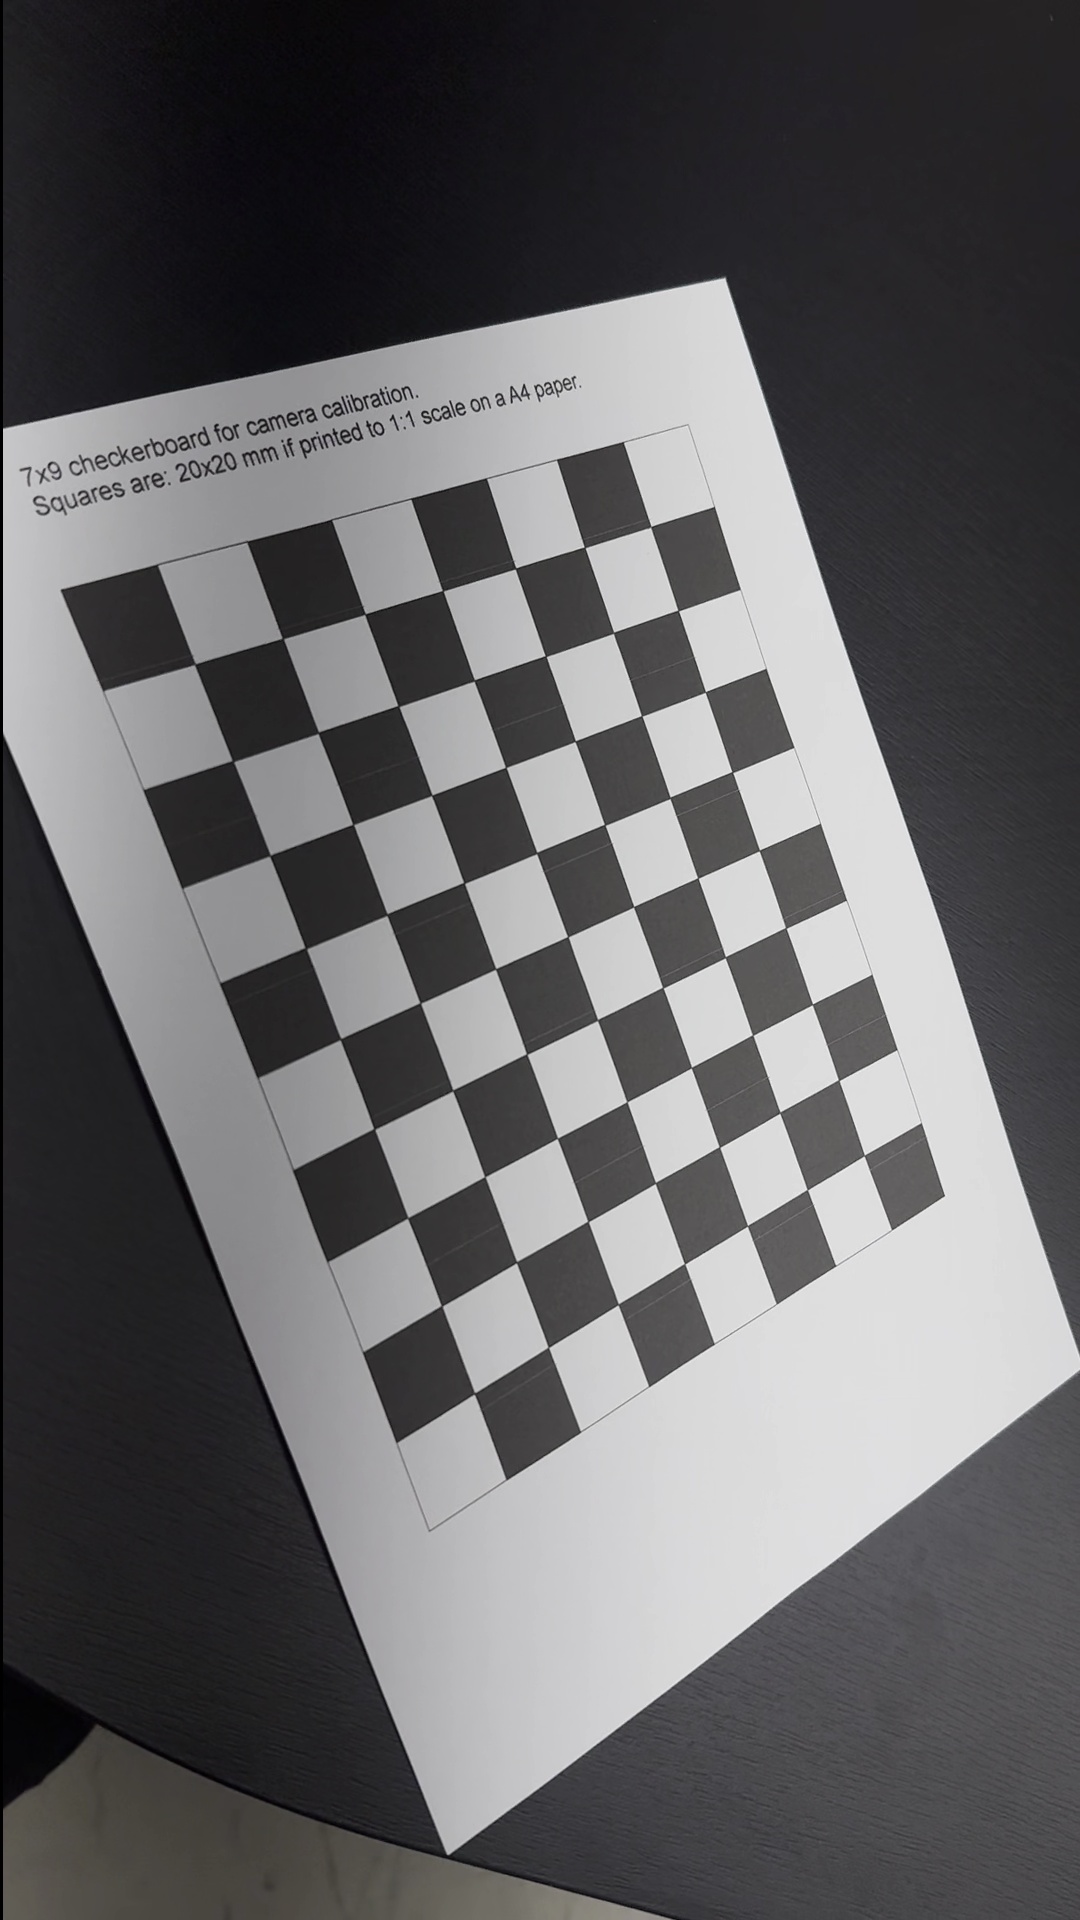 7x9 checkerboard for camera calibration.
Squares are: 20x20 mm if printed to 1:1 scale on a A4 paper.